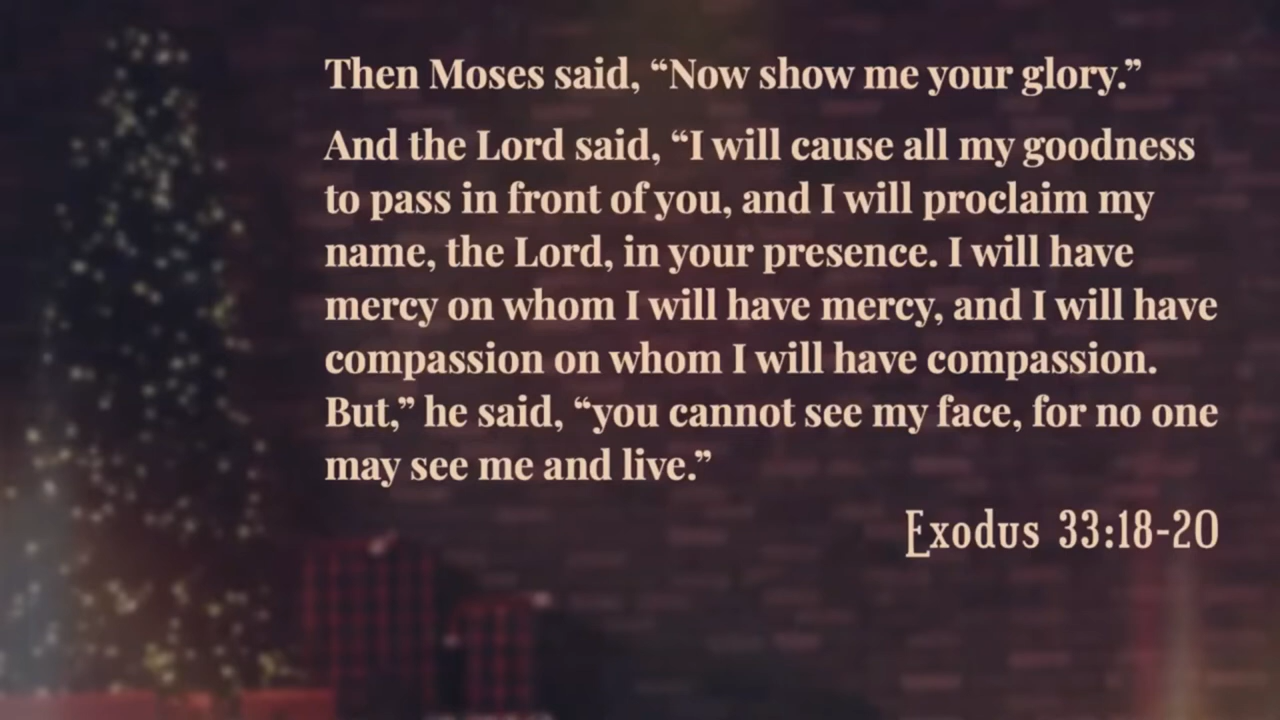 Then Moses said, “Now show me your glory.”
And the Lord said, “I will cause all my goodness
to pass in front of you, and I will proclaim my
name, the Lord, in your presence. I will have
mercy on whom I will have mercy, and I will have
compassion on whom I will have compassion.
But,” he said, “you cannot see my face, for no one
may see me and live.”
Exodus 33:18-20